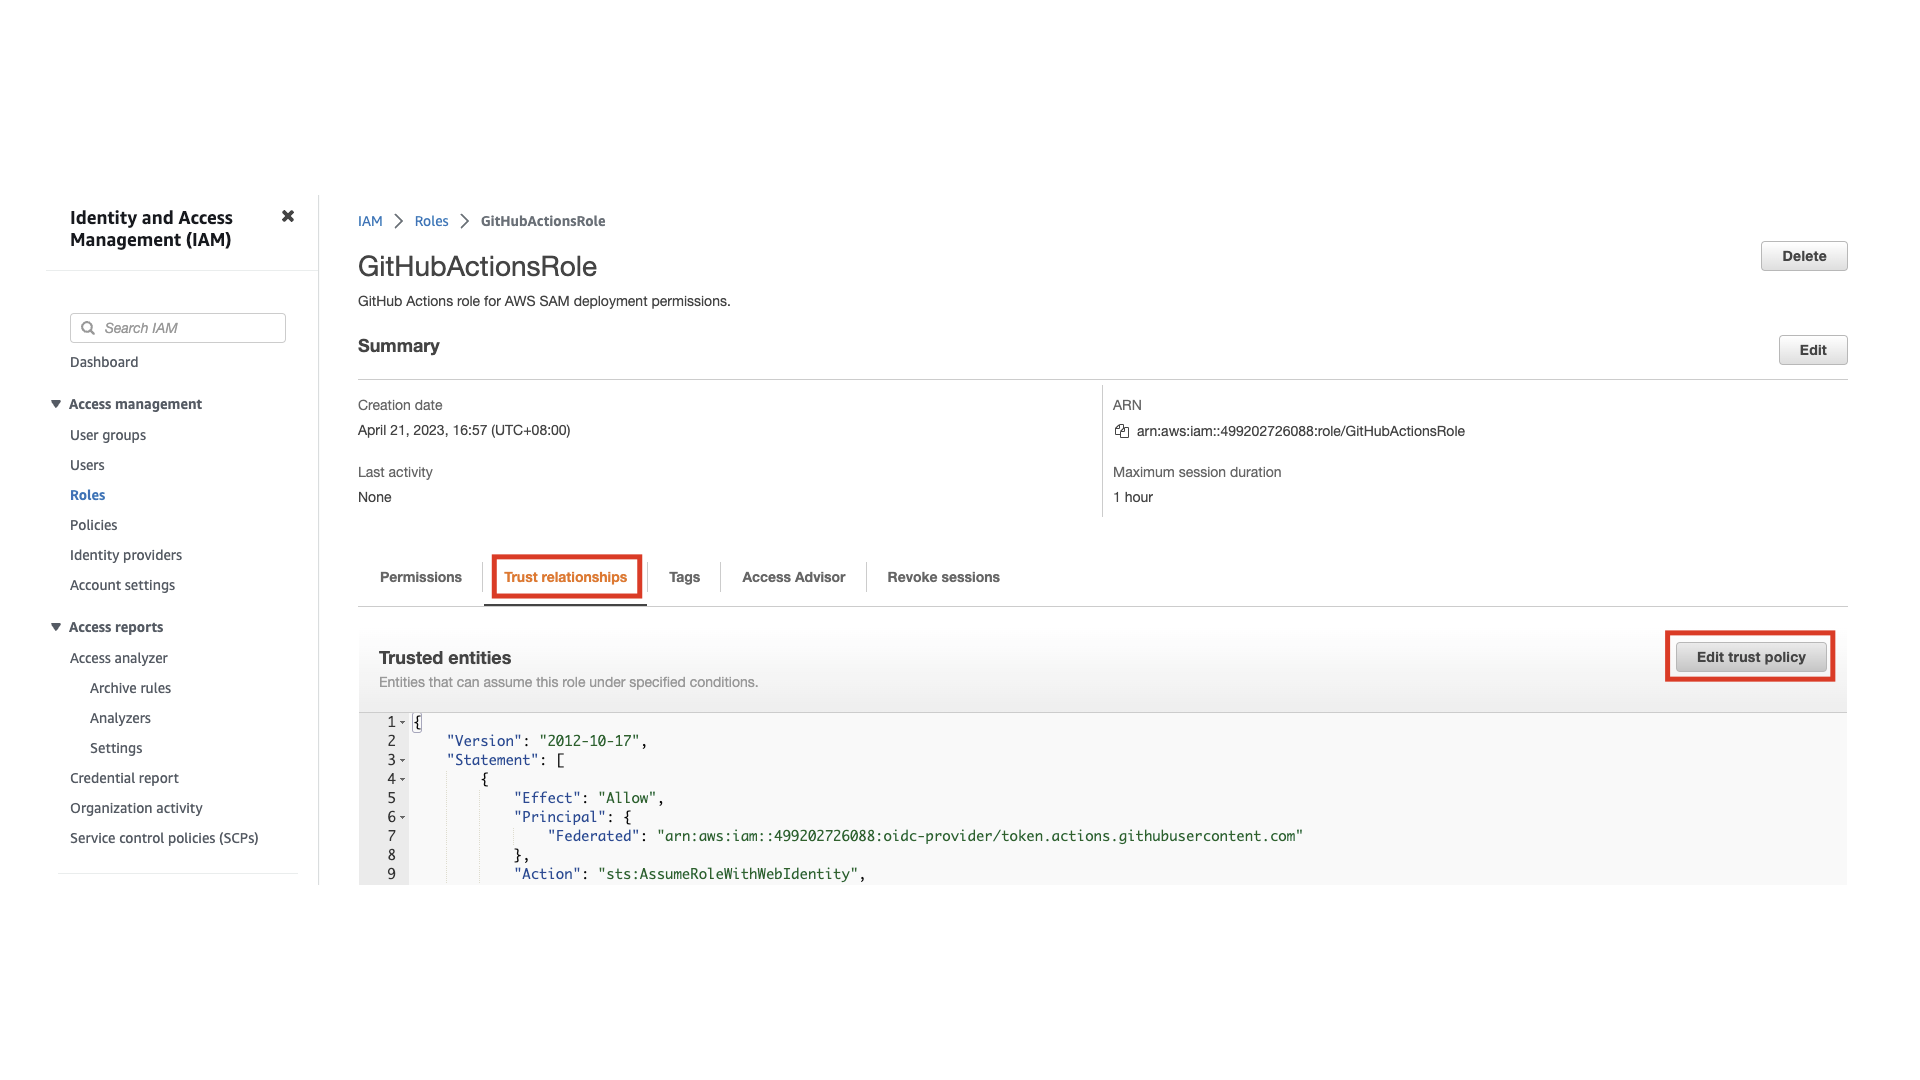 Identity and Access
Management (IAM)
Search IAM
Dashboard
Access management
User groups
Users
Roles
Policies
Identity providers
Account settings
Access reports
Access analyzer
Archive rules
Analyzers
Settings
Credential report
Organization activity
Service control policies (SCPs)
IAM > Roles > GitHubActionsRole
GitHubActionsRole
Delete
GitHub Actions role for AWS SAM deployment permissions.
Summary
Edit
Creation date
April 21, 2023, 16:57 (UTC+08:00)
ARN
arn:aws:iam::499202726088:role/GitHubActionsRole
Last activity
None
Maximum session duration
1 hour
Permissions
Trust relationships
Tags
Access Advisor
Revoke sessions
Trusted entities
Edit trust policy
Entities that can assume this role under specified conditions.
1 {
2 "Version": "2012-10-17",
3 "Statement": [
4 {
5 "Effect": "Allow",
6 "Principal": {
7 "Federated": "arn:aws:iam::499202726088:oidc-provider/token.actions.githubusercontent.com"
8 },
9 "Action": "sts:AssumeRoleWithWebIdentity",